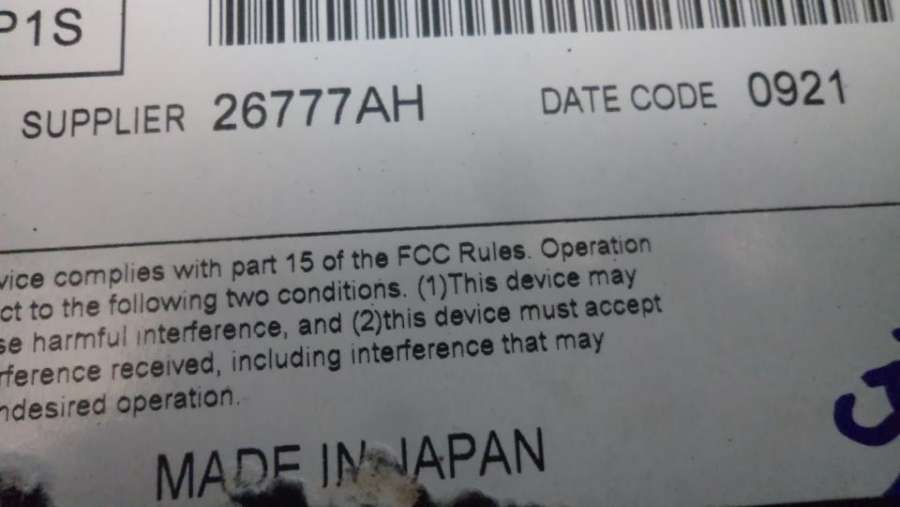 P1S
SUPPLIER 26777AH DATE CODE 0921
vice complies with part 15 of the FCC Rules. Operation
ct to the following two conditions. (1)This device may
se harmful interference, and (2)this device must accept
rference received, including interference that may
ndesired operation.
MADE IN JAPAN